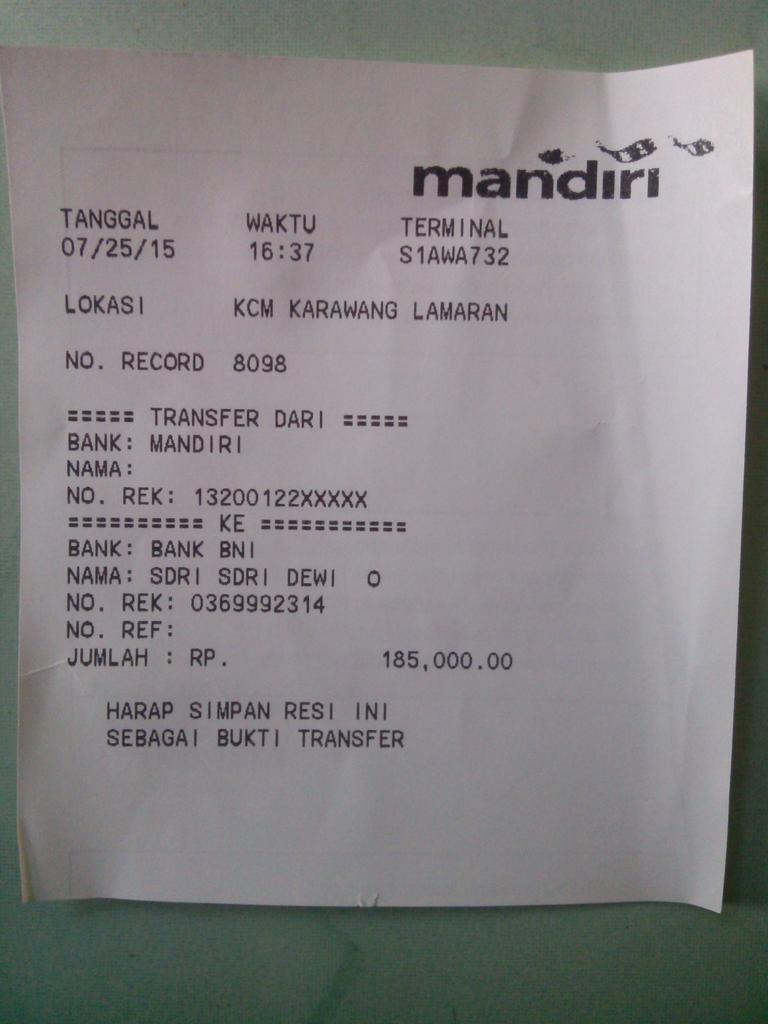 mandiri
TANGGAL WAKTU TERMINAL
07/25/15 16:37 S1AWA732
LOKASI KCM KARAWANG LAMARAN
NO. RECORD 8098
===== TRANSFER DARI =====
BANK: MANDIRI
NAMA:
NO. REK: 13200122XXXXX
========== KE ===========
BANK: BANK BNI
NAMA: SDRI SDRI DEWI O
NO. REK: 0369992314
NO. REF:
JUMLAH : RP. 185,000.00
HARAP SIMPAN RESI INI
SEBAGAI BUKTI TRANSFER